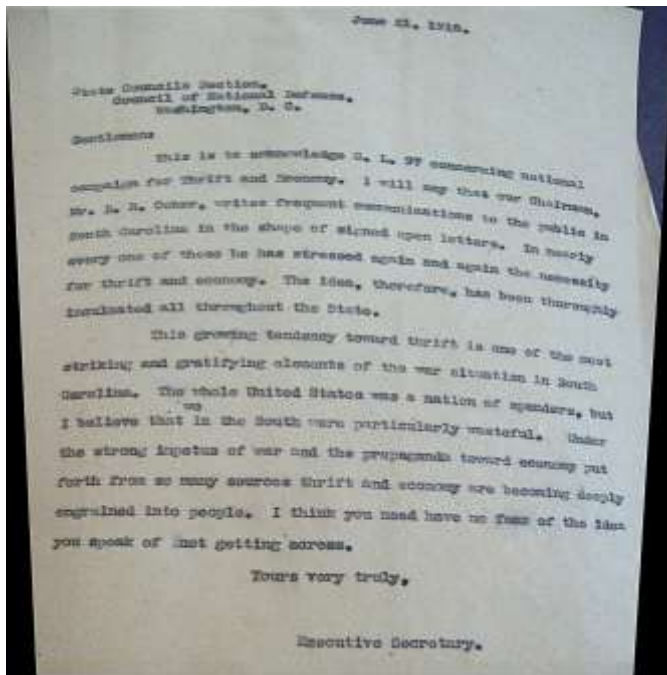 June 21, 1918.
State Councils Section,
Council of National Defense,
Washington, D. C.
Gentlemen:
This is to acknowledge G. L. 97 concerning national
campaign for Thrift and Economy. I will say that our Chairman,
Mr. D. R. Coker, writes frequent communications to the public in
South Carolina in the shape of signed open letters. In nearly
every one of these he has stressed again and again the necessity
for thrift and economy. The idea, therefore, has been thoroughly
inculated all throughout the State.
This growing tendency toward thrift is one of the most
striking and gratifying elements of the war situation in South
Carolina. The whole United States was a nation of spenders, but
we
I believe that in the South were particularly wasteful. Under
the strong impetus of war and the propaganda toward economy put
forth from so many sources thrift and economy are becoming deeply
engrained into people. I think you need have no fear of the idea
you speak of not getting across.
Yours very truly,
Executive Secretary.